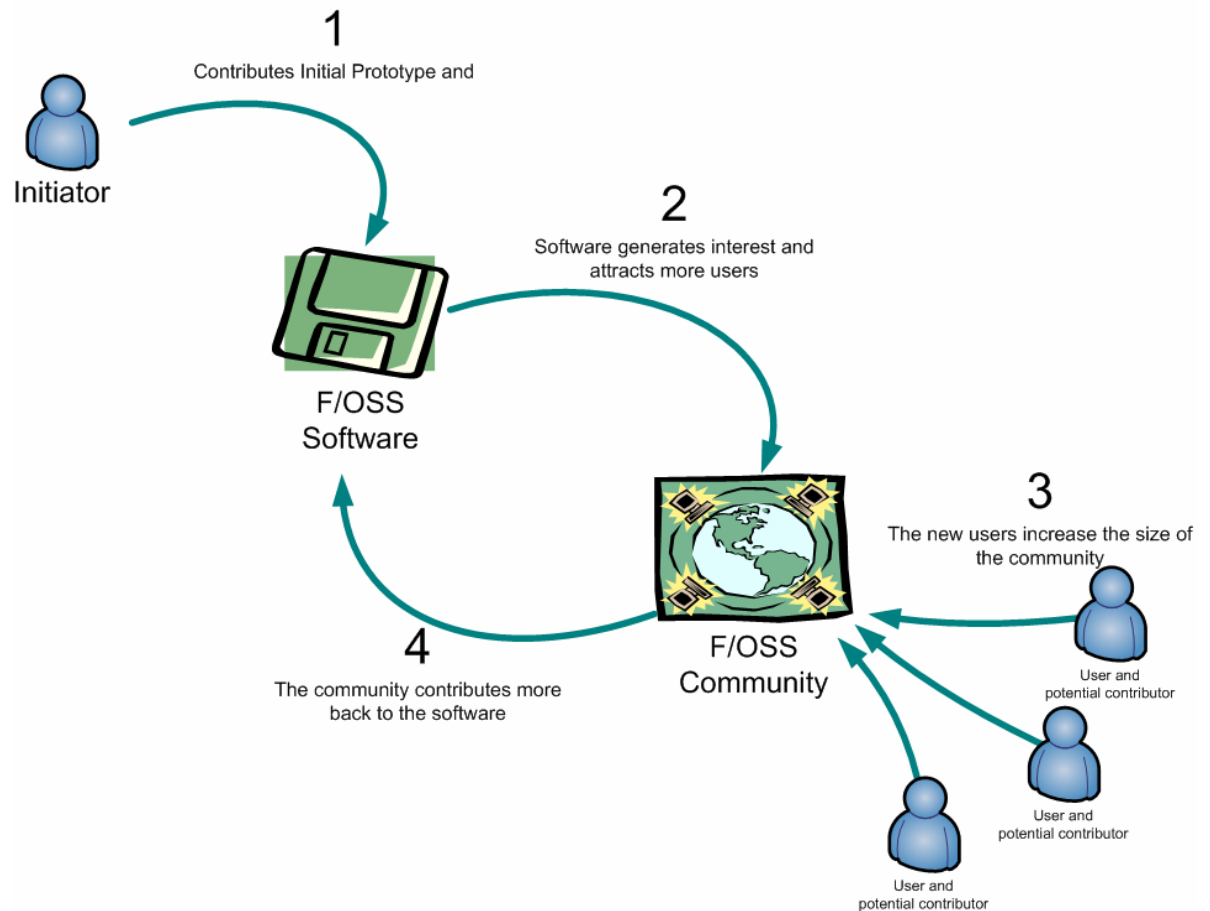 1
Contributes Initial Prototype and
Initiator
2
Software generates interest and
attracts more users
F/OSS
Software
3
The new users increase the size of
the community
F/OSS
Community
4
The community contributes more
back to the software
User and
potential contributor
User and
potential contributor
User and
potential contributor